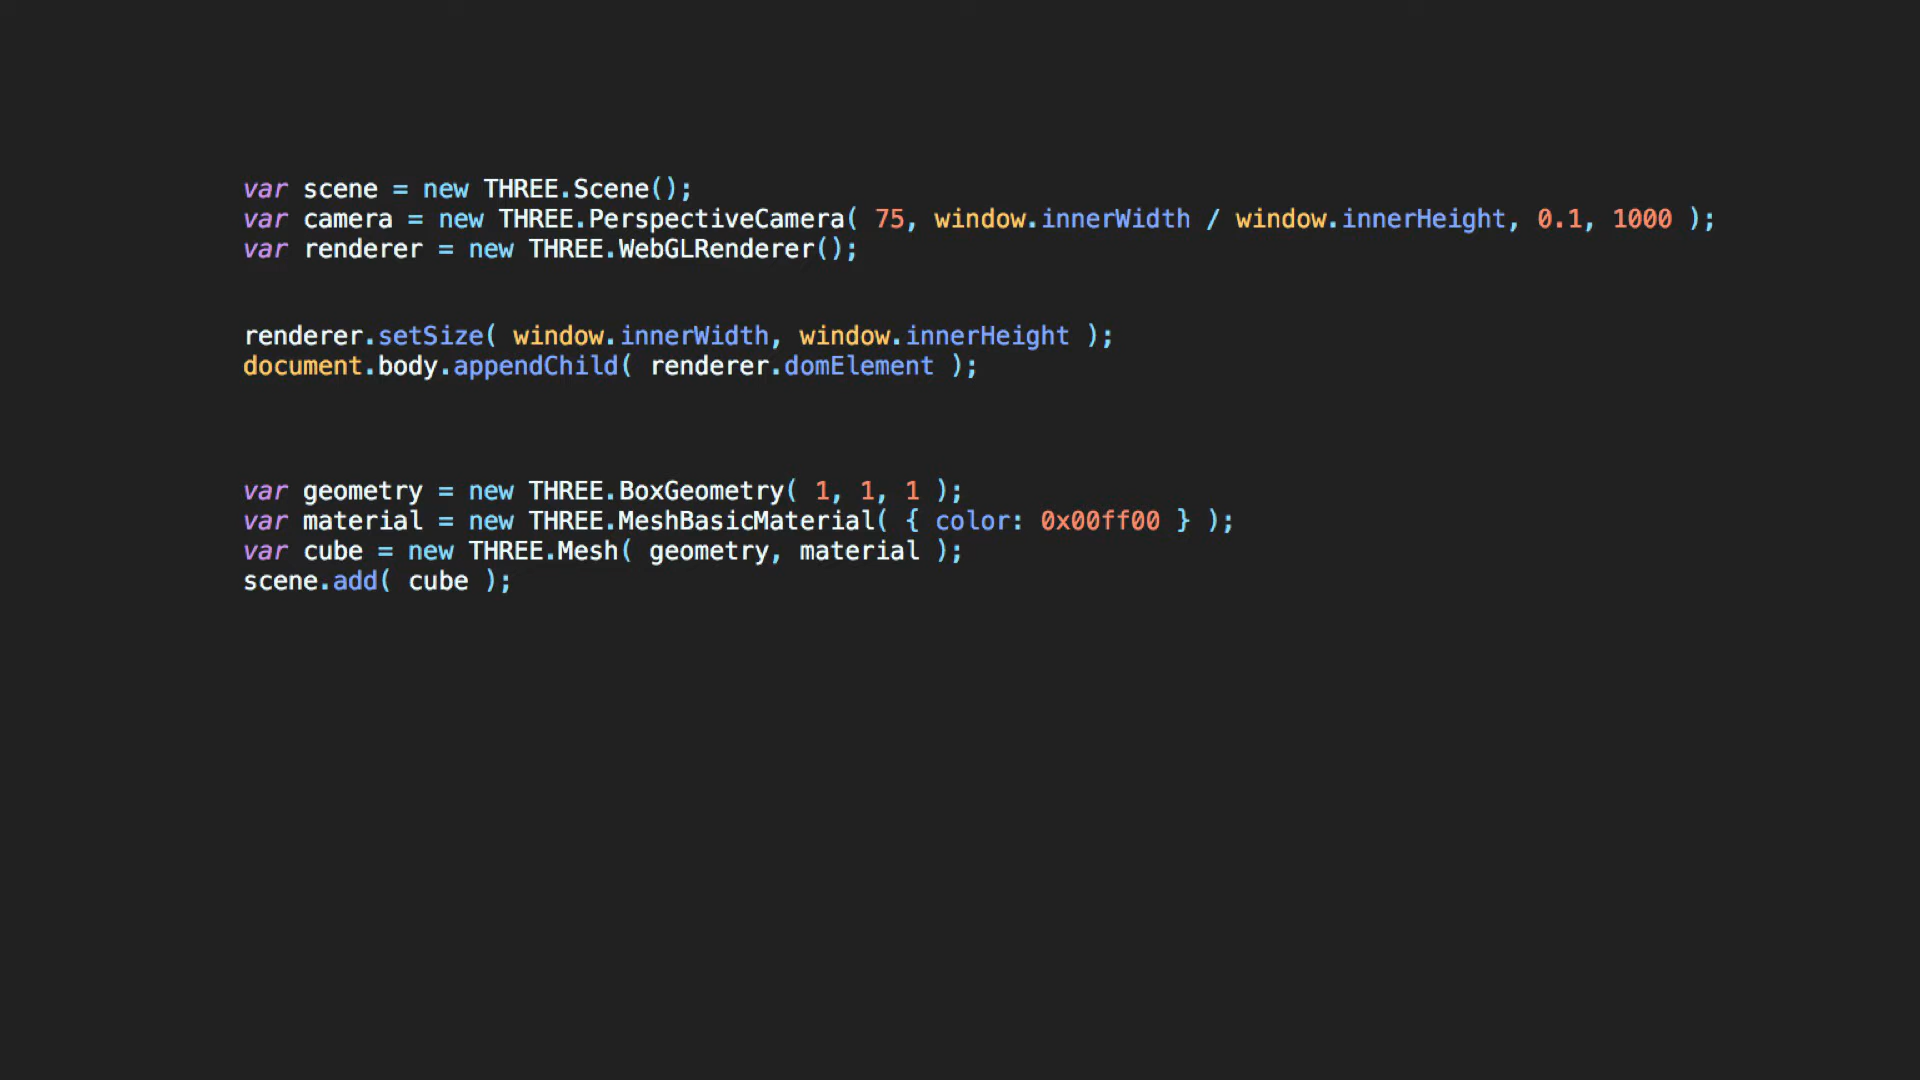 var scene = new THREE.Scene();
var camera = new THREE.PerspectiveCamera( 75, window.innerWidth / window.innerHeight, 0.1, 1000 );
var renderer = new THREE.WebGLRenderer();
renderer.setSize( window.innerWidth, window.innerHeight );
document.body.appendChild( renderer.domElement );
var geometry = new THREE.BoxGeometry( 1, 1, 1 );
var material = new THREE.MeshBasicMaterial( { color: 0x00ff00 } );
var cube = new THREE.Mesh( geometry, material );
scene.add( cube );